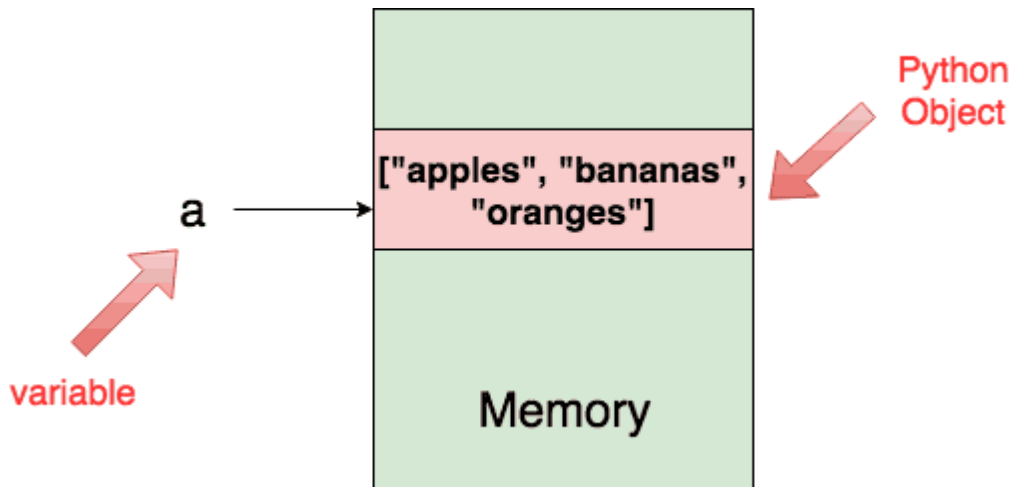 Python
Object
["apples", "bananas",
"oranges"]
a
variable
Memory